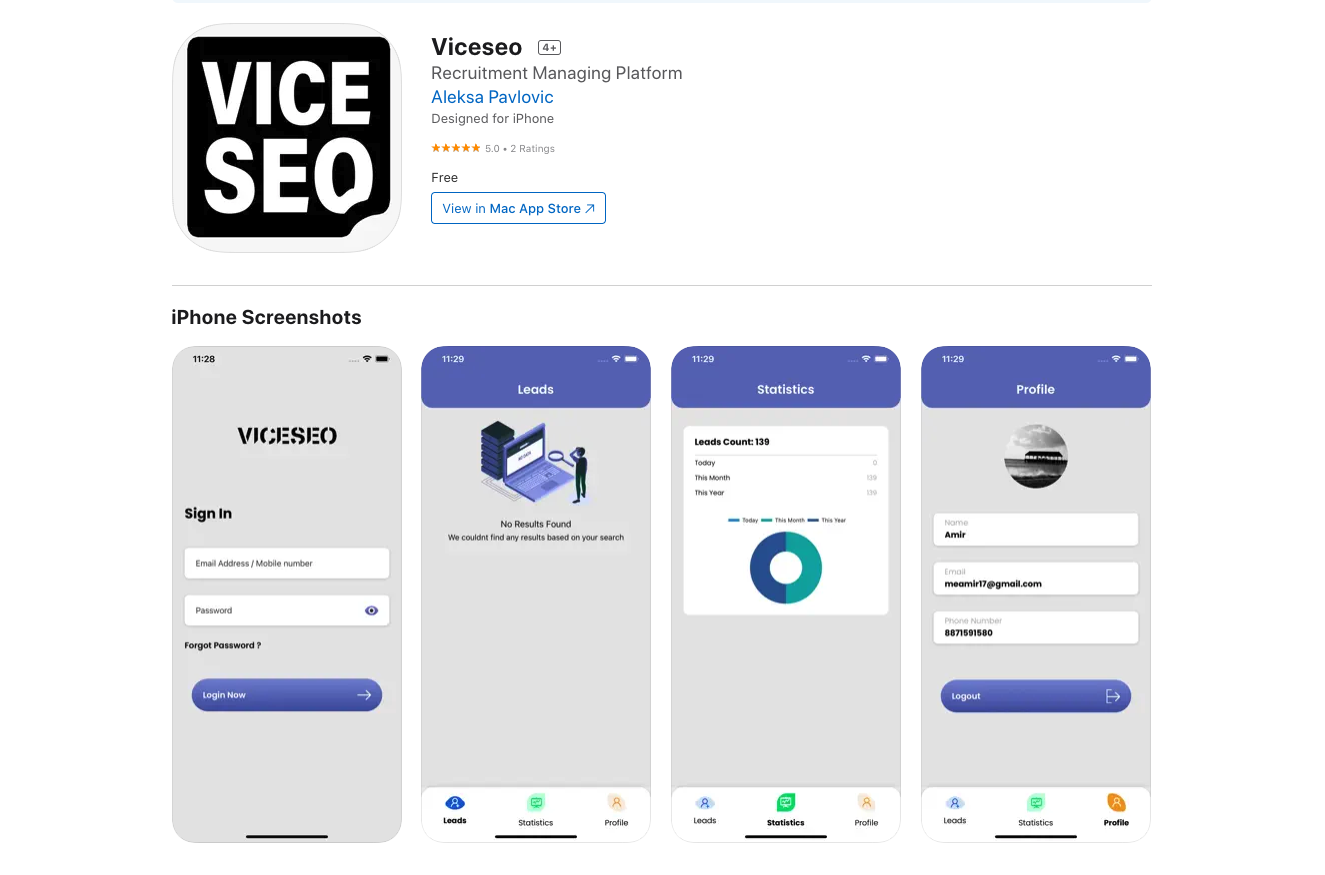 VICE
SEO
Viceseo 4+
Recruitment Managing Platform
Aleksa Pavlovic
Designed for iPhone
★★★★★ 5.0 • 2 Ratings
Free
View in Mac App Store ↗
iPhone Screenshots
11:28
VICESEO
Sign In
Email Address / Mobile number
Password
Forgot Password ?
Login Now
11:29
Leads
NO DATA
No Results Found
We couldnt find any results based on your search
Leads
Statistics
Profile
11:29
Statistics
Leads Count: 139
Today 0
This Month 139
This Year 139
Today This Month This Year
Leads
Statistics
Profile
11:29
Profile
Name
Amir
Email
meamir17@gmail.com
Phone Number
8871591580
Logout
Leads
Statistics
Profile